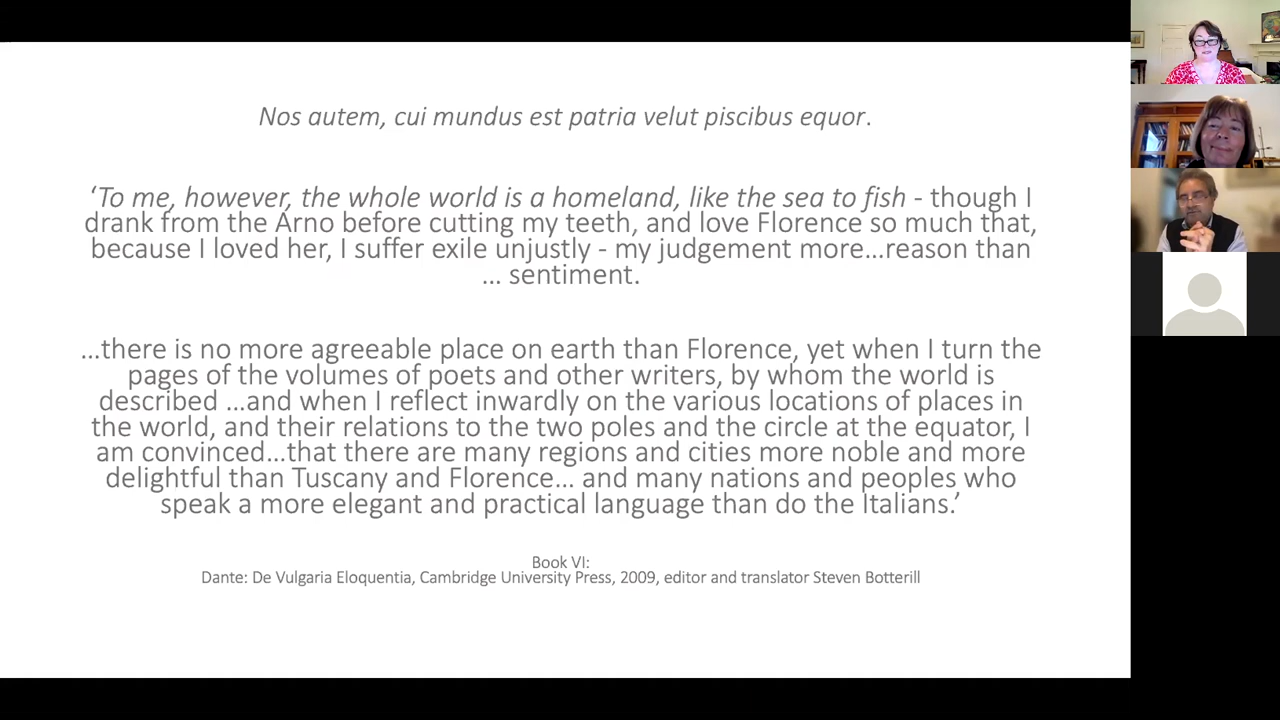 Nos autem, cui mundus est patria velut piscibus equor.
‘To me, however, the whole world is a homeland, like the sea to fish - though I
drank from the Arno before cutting my teeth, and love Florence so much that,
because I loved her, I suffer exile unjustly - my judgement more...reason than
... sentiment.
...there is no more agreeable place on earth than Florence, yet when I turn the
pages of the volumes of poets and other writers, by whom the world is
described ...and when I reflect inwardly on the various locations of places in
the world, and their relations to the two poles and the circle at the equator, I
am convinced...that there are many regions and cities more noble and more
delightful than Tuscany and Florence... and many nations and peoples who
speak a more elegant and practical language than do the Italians.’
Book VI:
Dante: De Vulgaria Eloquentia, Cambridge University Press, 2009, editor and translator Steven Botterill